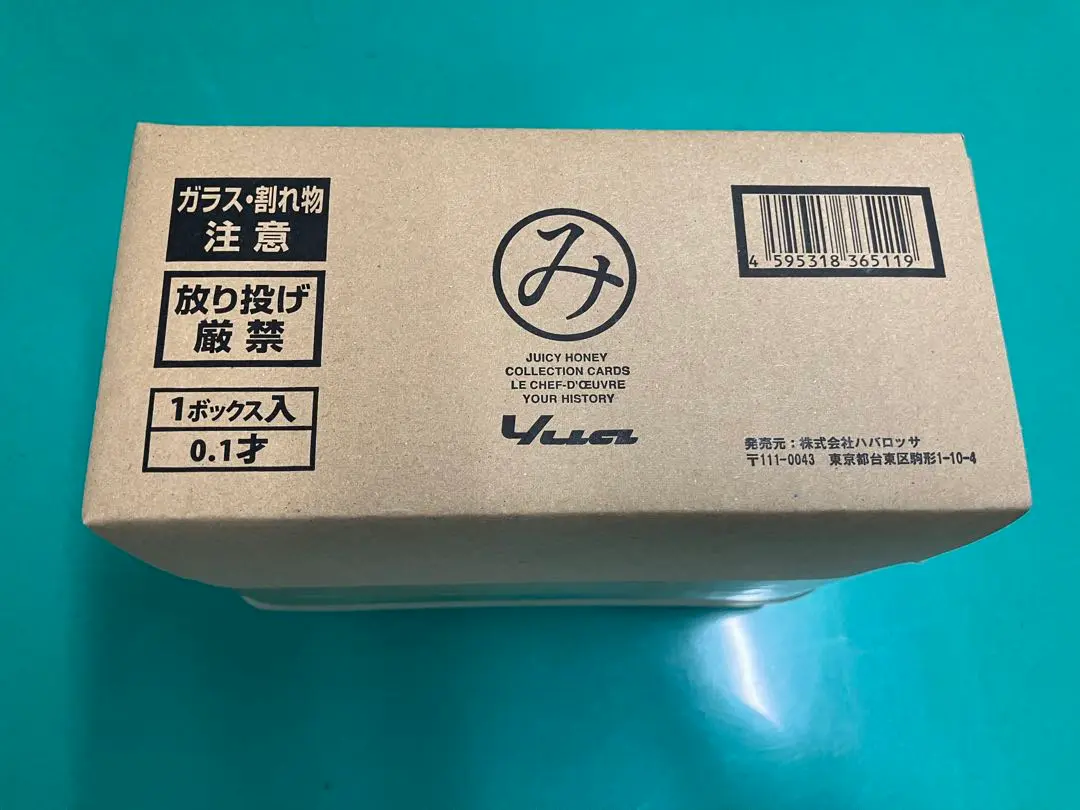 ガラス・割れ物
注意
放り投げ
厳禁
1ボックス入
0.1才
み
JUICY HONEY
COLLECTION CARDS
LE CHEF-D'ŒUVRE
YOUR HISTORY
Yua
4 595318 365119
発売元:株式会社ハバロッサ
〒111-0043 東京都台東区駒形1-10-4